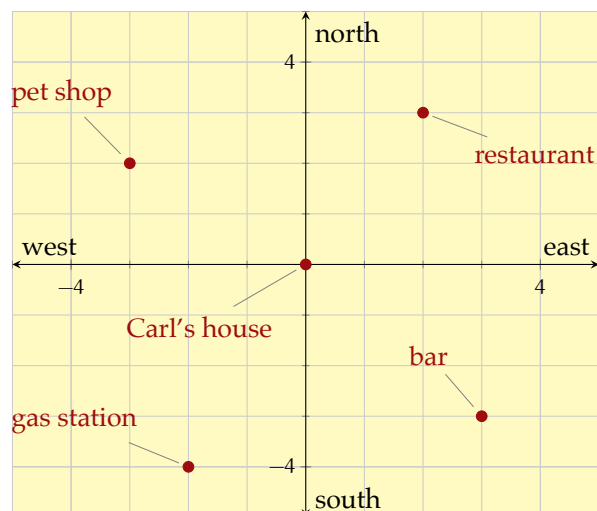 north
4
pet shop
restaurant
west
east
−4
4
Carl's house
bar
gas station
−4
south